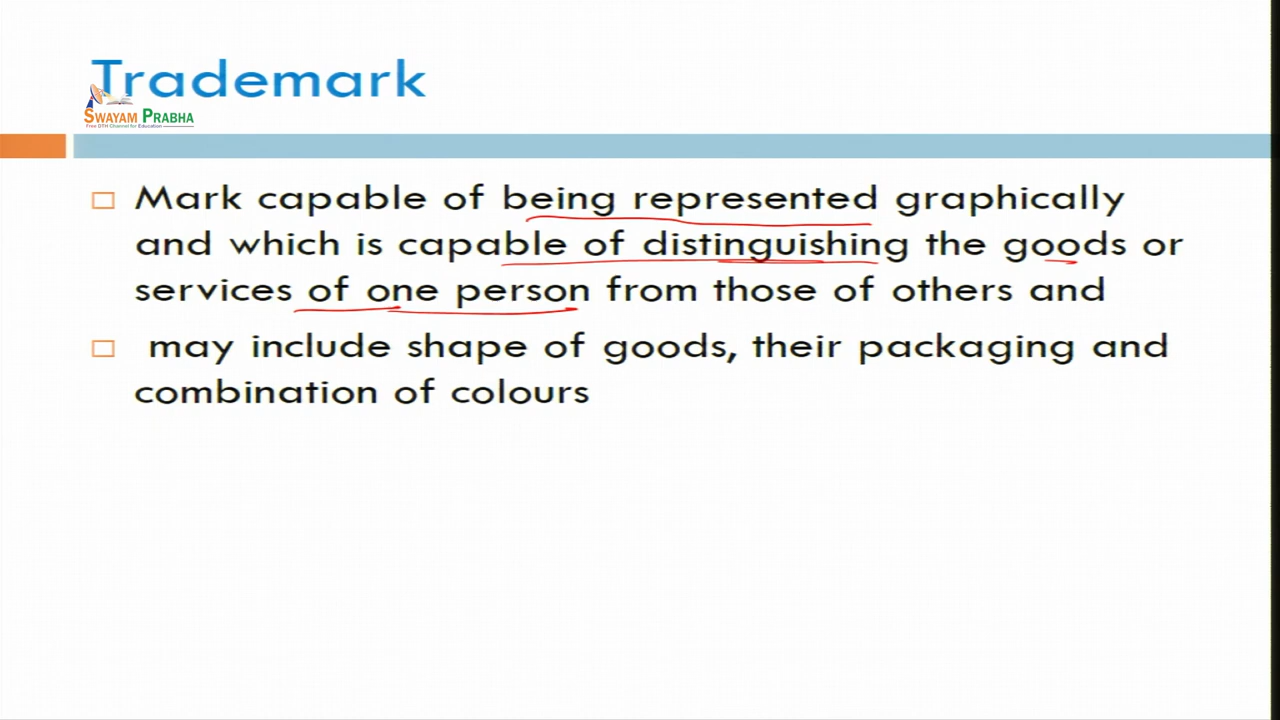 Trademark
SWAYAM PRABHA
Free DTH Channel for Education
Mark capable of being represented graphically
and which is capable of distinguishing the goods or
services of one person from those of others and
may include shape of goods, their packaging and
combination of colours